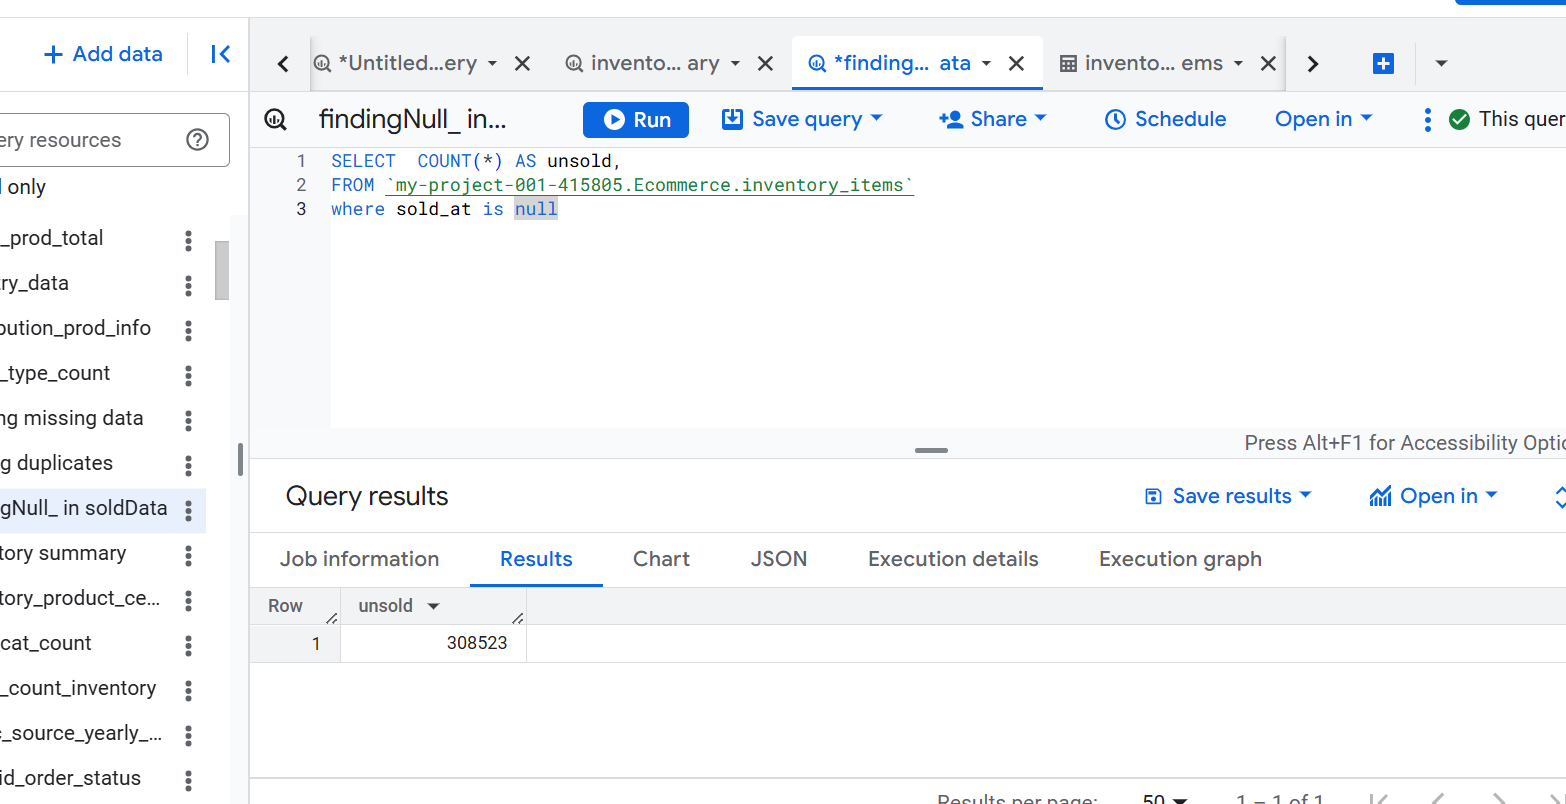 Add data
*Untitled...ery
invento... ary
*finding... ata
invento... ems
ery resources
findingNull_ in...
Run
Save query
Share
Schedule
Open in
This quer
only
_prod_total
ry_data
bution_prod_info
_type_count
ng missing data
g duplicates
gNull_ in soldData
tory summary
tory_product_ce...
cat_count
_count_inventory
c_source_yearly_...
id_order_status
1 SELECT  COUNT(*) AS unsold,
2 FROM `my-project-001-415805.Ecommerce.inventory_items`
3 where sold_at is null
Press Alt+F1 for Accessibility Optio
Query results
Save results
Open in
Job information
Results
Chart
JSON
Execution details
Execution graph
Row unsold
1 308523
Results per page: 50 1 – 1 of 1